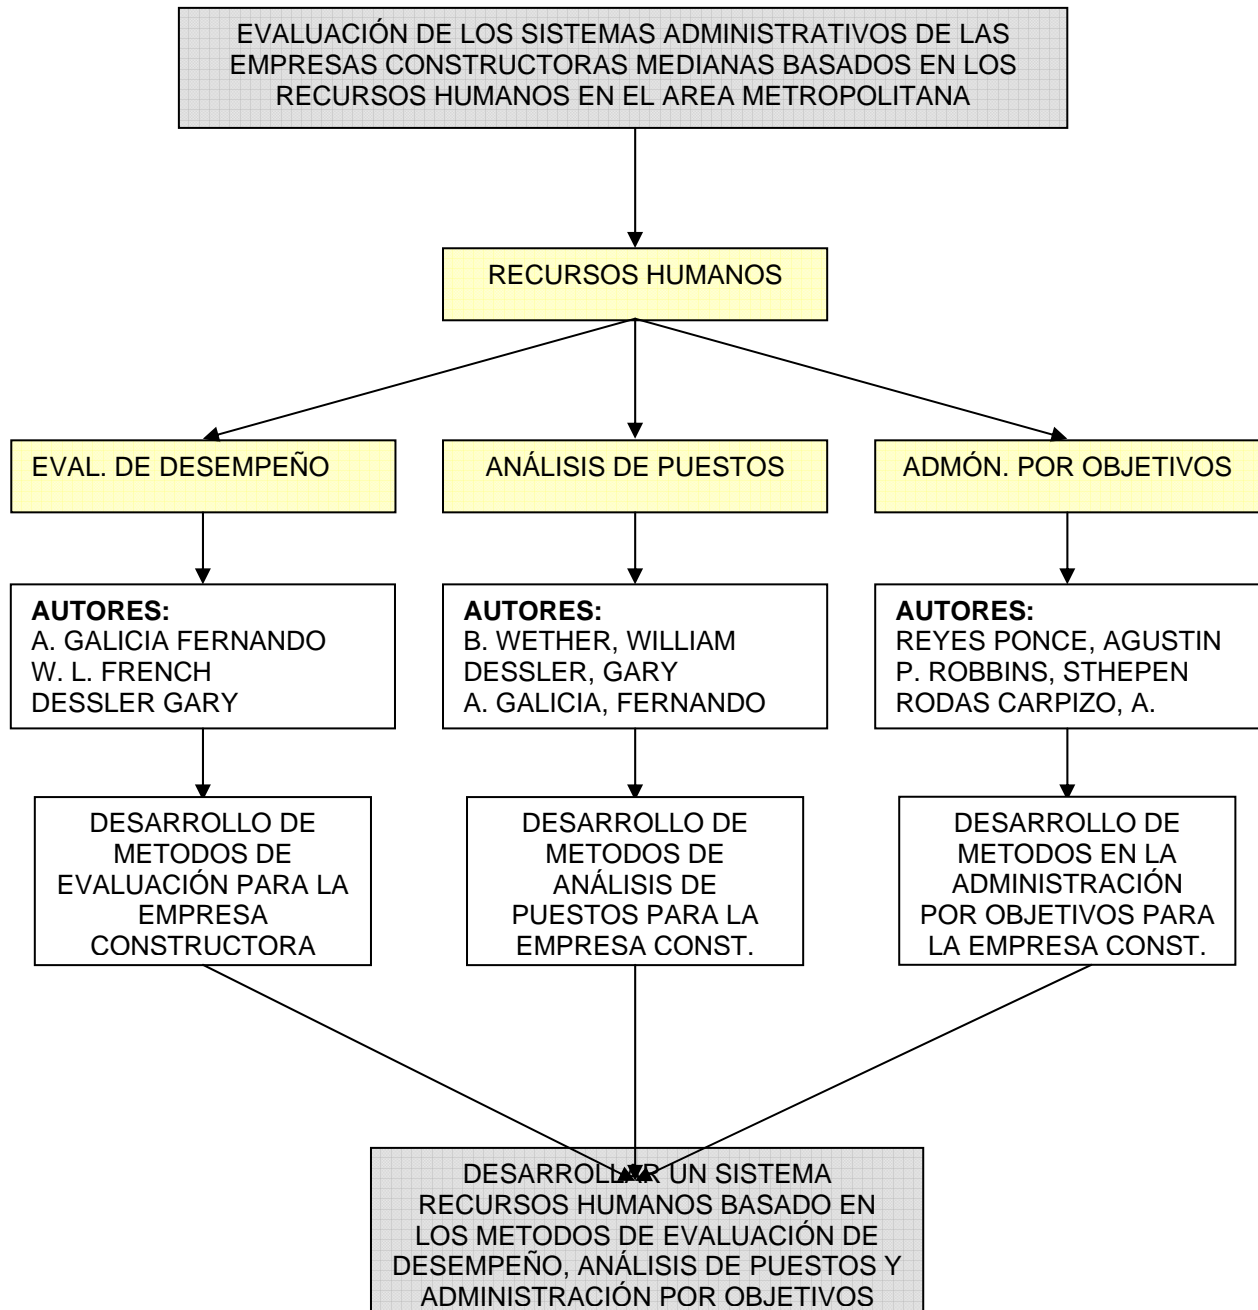 EVALUACIÓN DE LOS SISTEMAS ADMINISTRATIVOS DE LAS
EMPRESAS CONSTRUCTORAS MEDIANAS BASADOS EN LOS
RECURSOS HUMANOS EN EL AREA METROPOLITANA
RECURSOS HUMANOS
EVAL. DE DESEMPEÑO
ANÁLISIS DE PUESTOS
ADMÓN. POR OBJETIVOS
AUTORES:
A. GALICIA FERNANDO
W. L. FRENCH
DESSLER GARY
AUTORES:
B. WETHER, WILLIAM
DESSLER, GARY
A. GALICIA, FERNANDO
AUTORES:
REYES PONCE, AGUSTIN
P. ROBBINS, STHEPEN
RODAS CARPIZO, A.
DESARROLLO DE
METODOS DE
EVALUACIÓN PARA LA
EMPRESA
CONSTRUCTORA
DESARROLLO DE
METODOS DE
ANÁLISIS DE
PUESTOS PARA LA
EMPRESA CONST.
DESARROLLO DE
METODOS EN LA
ADMINISTRACIÓN
POR OBJETIVOS PARA
LA EMPRESA CONST.
DESARROLLAR UN SISTEMA
RECURSOS HUMANOS BASADO EN
LOS METODOS DE EVALUACIÓN DE
DESEMPEÑO, ANÁLISIS DE PUESTOS Y
ADMINISTRACIÓN POR OBJETIVOS